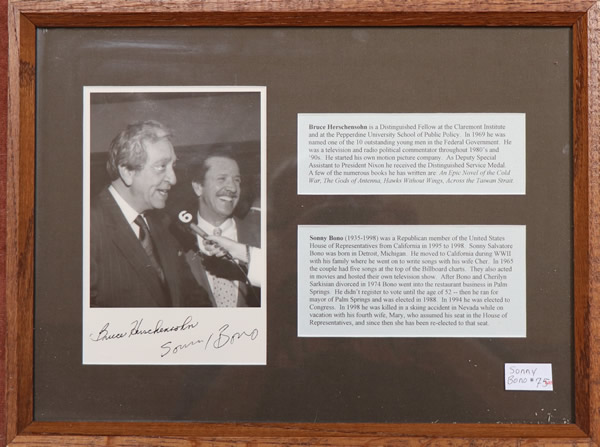 6
Bruce Herschensohn
Sonny Bono
Bruce Herschensohn is a Distinguished Fellow at the Claremont Institute
and at the Pepperdine University School of Public Policy. In 1969 he was
named one of the 10 outstanding young men in the Federal Government. He
was a television and radio political commentator throughout 1980's and
'90s. He started his own motion picture company. As Deputy Special
Assistant to President Nixon he received the Distinguished Service Medal.
A few of the numerous books he has written are: An Epic Novel of the Cold
War, The Gods of Antenna, Hawks Without Wings, Across the Taiwan Strait
Sonny Bono (1935-1998) was a Republican member of the United States
House of Representatives from California in 1995 to 1998. Sonny Salvatore
Bono was born in Detroit, Michigan. He moved to California during WWII
with his family where he went on to write songs with his wife Cher. In 1965
the couple had five songs at the top of the Billboard charts. They also acted
in movies and hosted their own television show. After Bono and Cherilyn
Sarkisian divorced in 1974 Bono went into the restaurant business in Palm
Springs. He didn't register to vote until the age of 52 -- then he ran for
mayor of Palm Springs and was elected in 1988. In 1994 he was elected to
Congress. In 1998 he was killed in a skiing accident in Nevada while on
vacation with his fourth wife, Mary, who assumed his seat in the House of
Representatives, and since then she has been re-elected to that seat.
Sonny
Bono $75